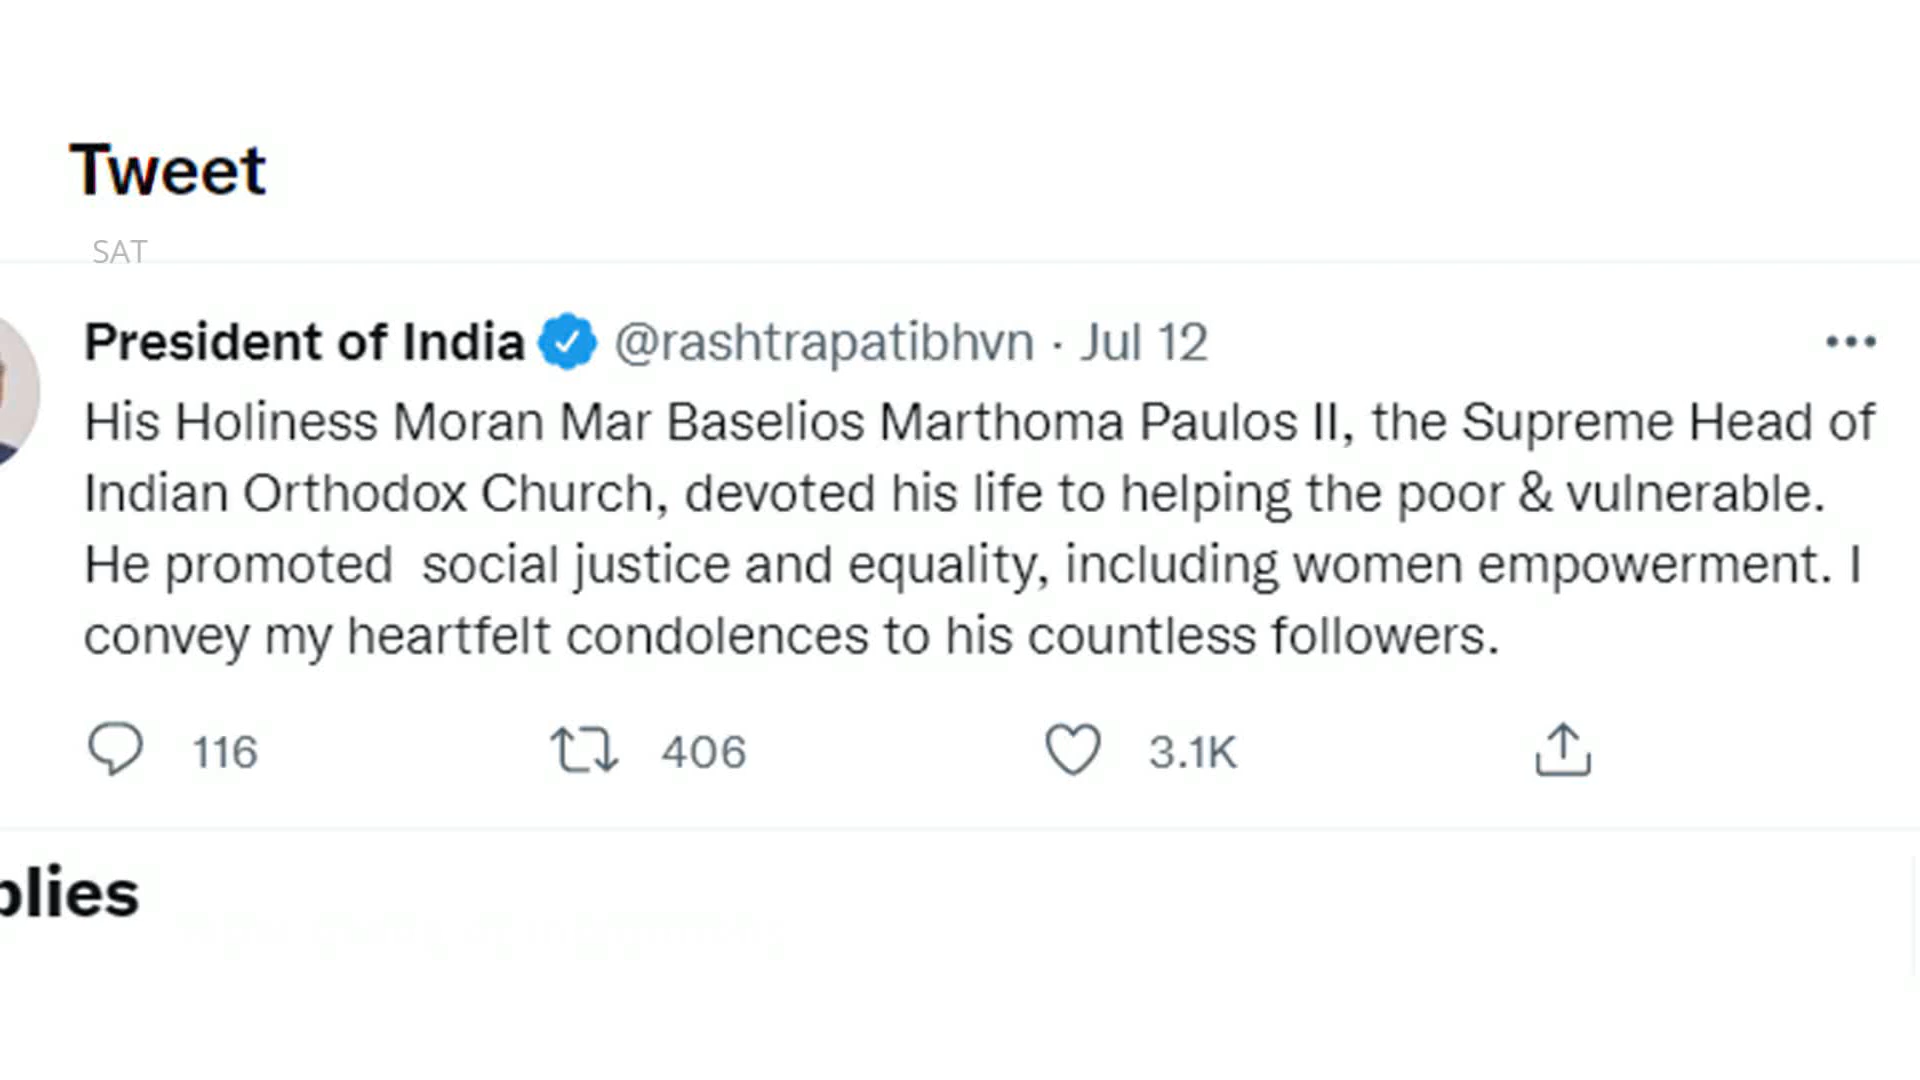 Tweet
SAT
President of India @rashtrapatibhvn · Jul 12
His Holiness Moran Mar Baselios Marthoma Paulos II, the Supreme Head of
Indian Orthodox Church, devoted his life to helping the poor & vulnerable.
He promoted  social justice and equality, including women empowerment. I
convey my heartfelt condolences to his countless followers.
116 406 3.1K
plies